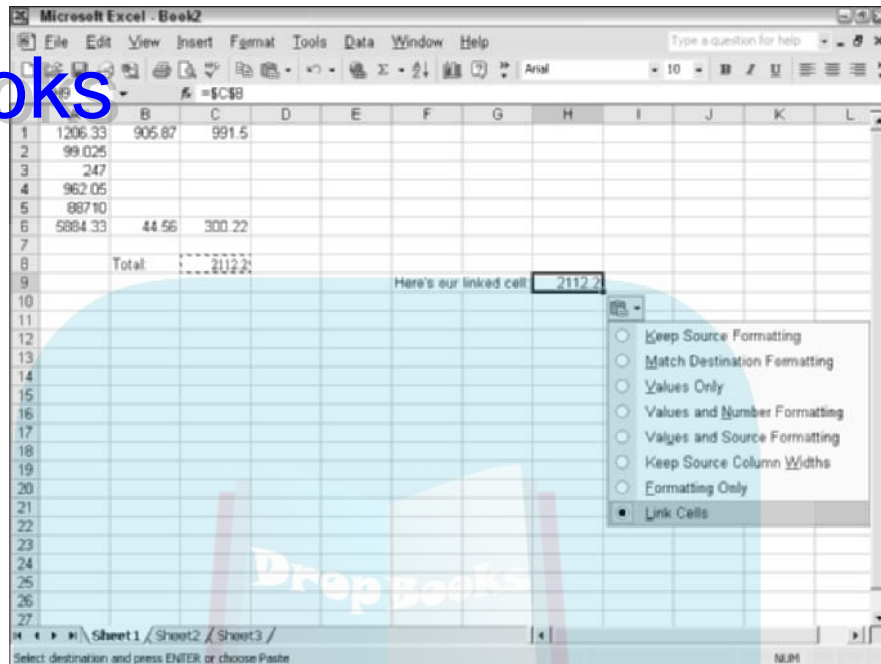 Microsoft Excel - Book2
File Edit View Insert Format Tools Data Window Help Type a question for help
Arial 10 B I U
oks
H9 fx =$C$8
A B C D E F G H I J K L
1 1206.33 905.87 991.5
2 99.025
3 247
4 962.05
5 88710
6 5884.33 44.56 300.22
7
8 Total: 2112.2
9 Here's our linked cell: 2112.2
10
11
12 Keep Source Formatting
13 Match Destination Formatting
14 Values Only
15
16 Values and Number Formatting
17 Values and Source Formatting
18
19 Keep Source Column Widths
20 Formatting Only
21 Link Cells
22
23
24
25
26
27
DropBooks
Sheet1 / Sheet2 / Sheet3 /
Select destination and press ENTER or choose Paste NUM